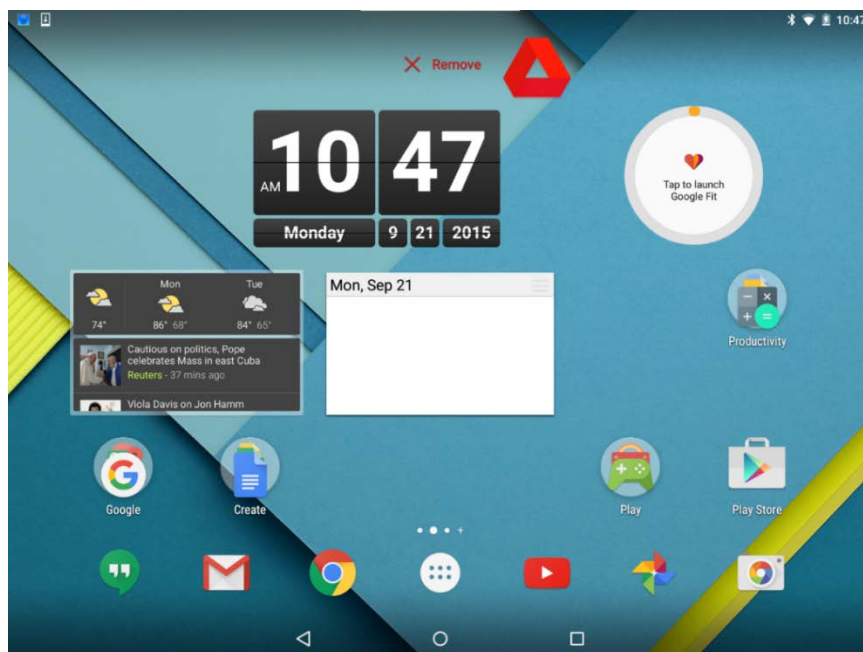 10:47
Remove
AM 10 47
Monday 9 21 2015
Tap to launch
Google Fit
Mon Tue
74° 86° 68° 84° 65°
Cautious on politics, Pope
celebrates Mass in east Cuba
Reuters - 37 mins ago
Viola Davis on Jon Hamm
Mon, Sep 21
Productivity
Google
Create
Play
Play Store